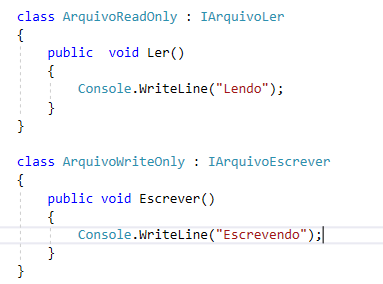 class ArquivoReadOnly : IArquivoLer
{
    public  void Ler()
    {
        Console.WriteLine("Lendo");
    }
}
class ArquivoWriteOnly : IArquivoEscrever
{
    public void Escrever()
    {
        Console.WriteLine("Escrevendo");
    }
}